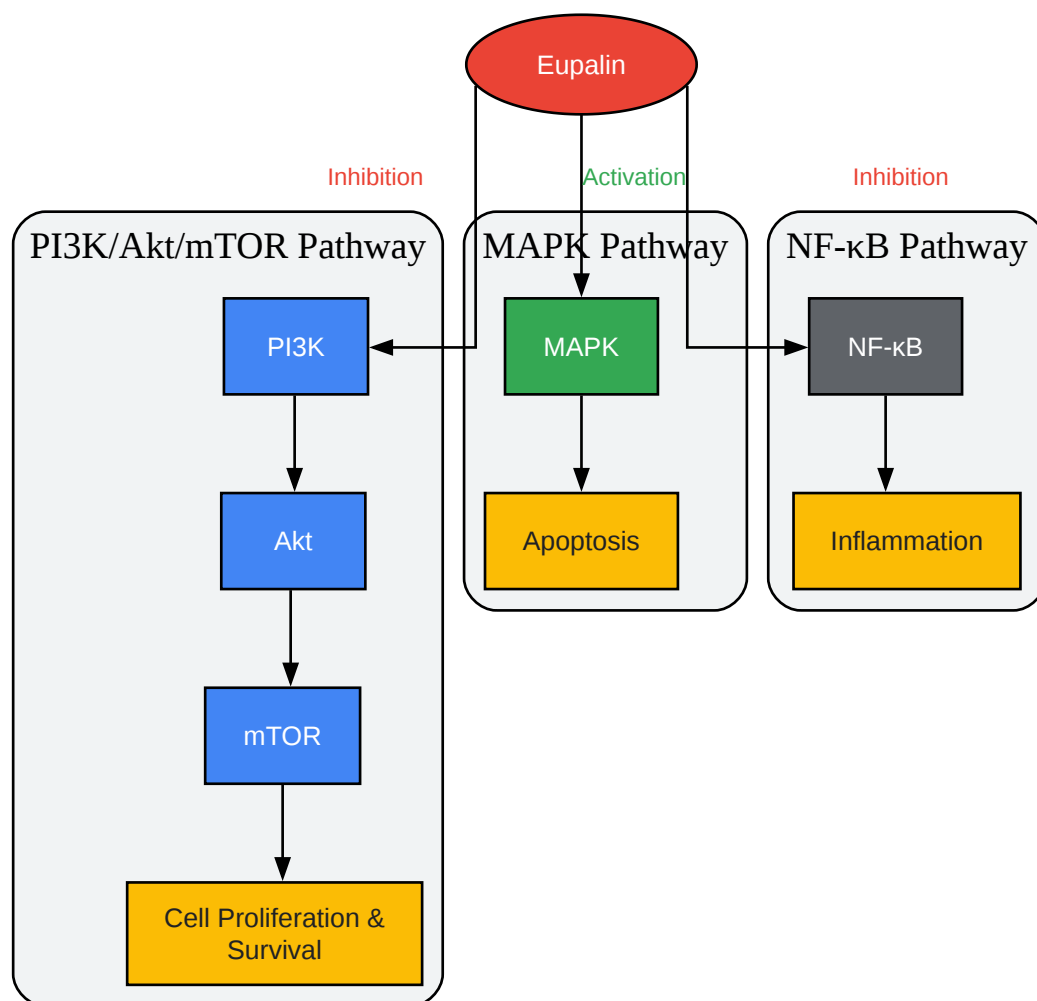 Eupalin
Inhibition
Activation
Inhibition
PI3K/Akt/mTOR Pathway
MAPK Pathway
NF-κB Pathway
PI3K
MAPK
NF-κB
Akt
Apoptosis
Inflammation
mTOR
Cell Proliferation &
Survival